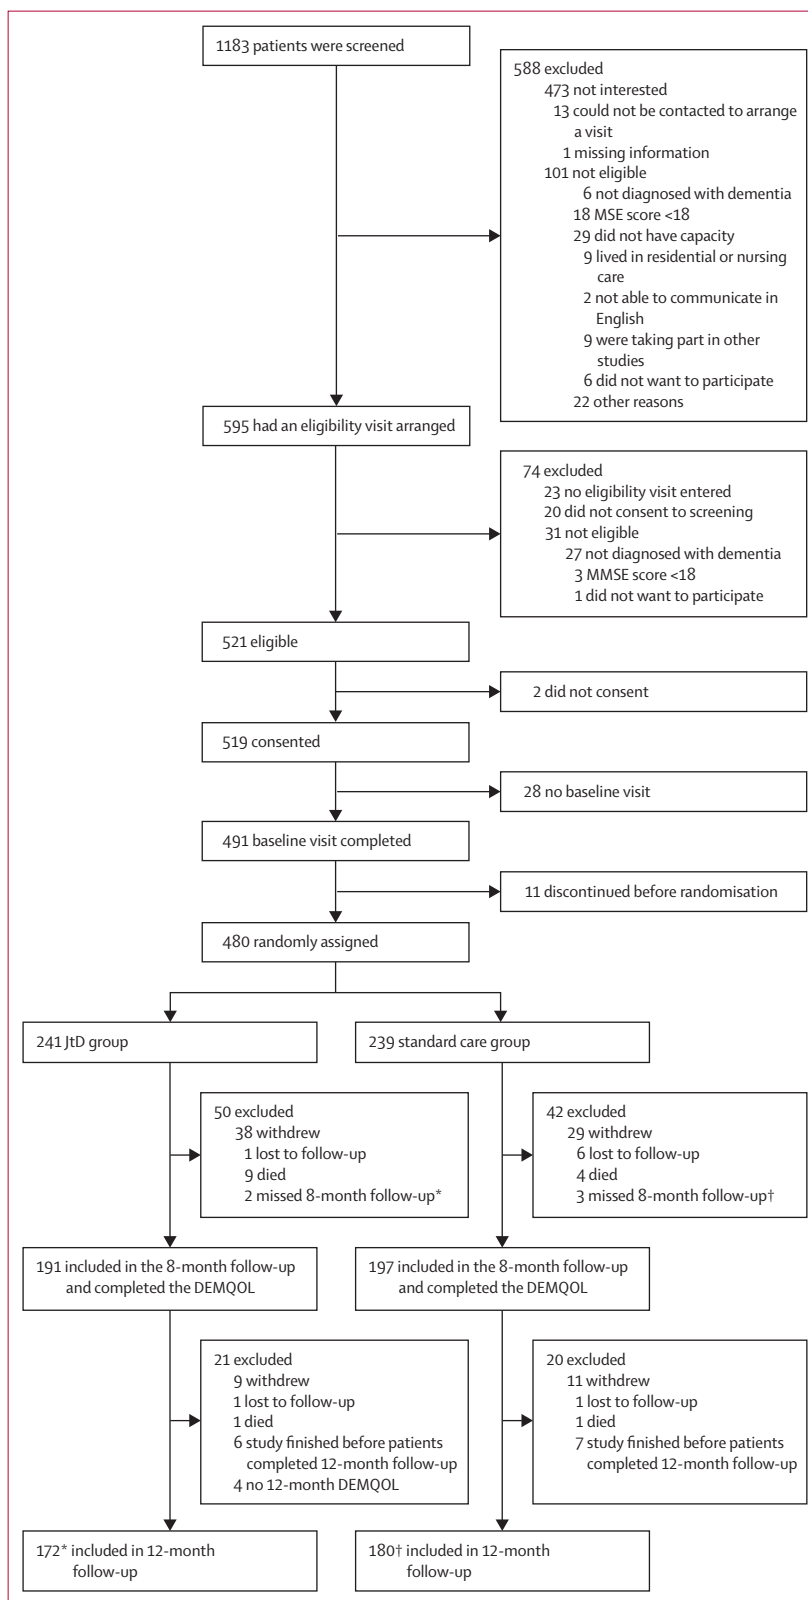 1183 patients were screened
588 excluded
473 not interested
13 could not be contacted to arrange
a visit
1 missing information
101 not eligible
6 not diagnosed with dementia
18 MSE score <18
29 did not have capacity
9 lived in residential or nursing
care
2 not able to communicate in
English
9 were taking part in other
studies
6 did not want to participate
22 other reasons
595 had an eligibility visit arranged
74 excluded
23 no eligibility visit entered
20 did not consent to screening
31 not eligible
27 not diagnosed with dementia
3 MMSE score <18
1 did not want to participate
521 eligible
2 did not consent
519 consented
28 no baseline visit
491 baseline visit completed
11 discontinued before randomisation
480 randomly assigned
241 JtD group
239 standard care group
50 excluded
38 withdrew
1 lost to follow-up
9 died
2 missed 8-month follow-up*
42 excluded
29 withdrew
6 lost to follow-up
4 died
3 missed 8-month follow-up†
191 included in the 8-month follow-up
and completed the DEMQOL
197 included in the 8-month follow-up
and completed the DEMQOL
21 excluded
9 withdrew
1 lost to follow-up
1 died
6 study finished before patients
completed 12-month follow-up
4 no 12-month DEMQOL
20 excluded
11 withdrew
1 lost to follow-up
1 died
7 study finished before patients
completed 12-month follow-up
172* included in 12-month
follow-up
180† included in 12-month
follow-up